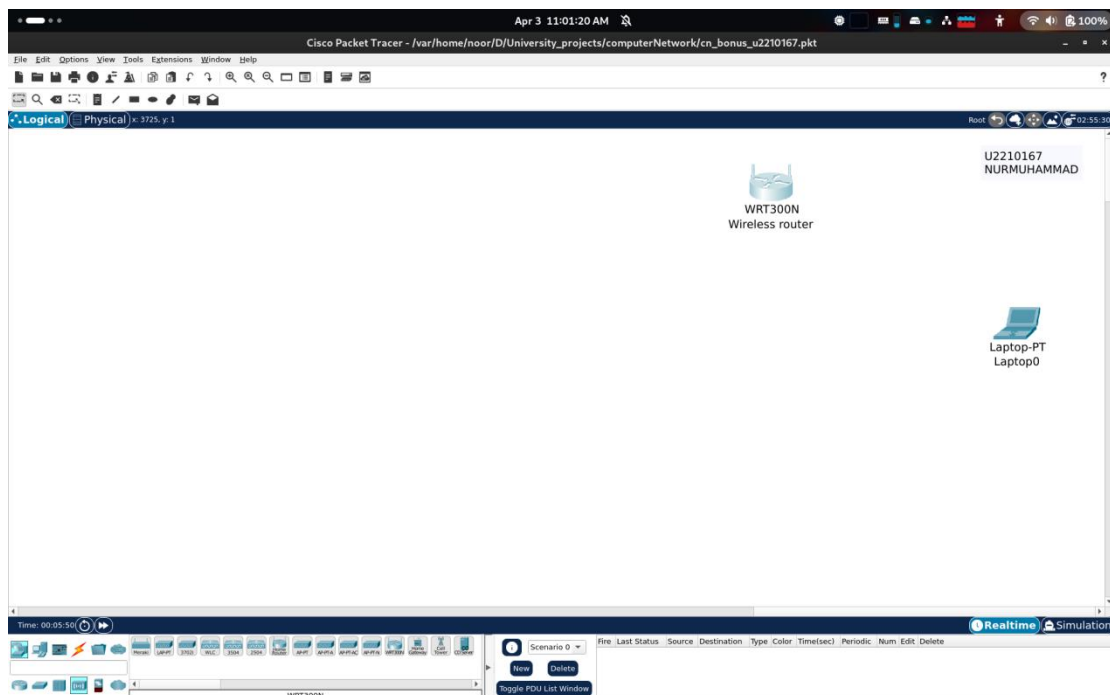 Apr 3 11:01:20 AM
100%
Cisco Packet Tracer - /var/home/noor/D/University_projects/computerNetwork/cn_bonus_u2210167.pkt
File Edit Options View Tools Extensions Window Help
?
Logical Physical x: 3725, y: 1
Root 02:55:30
U2210167
NURMUHAMMAD
WRT300N
Wireless router
Laptop-PT
Laptop0
Time: 00:05:50
Realtime Simulation
Scenario 0
Fire Last Status Source Destination Type Color Time(sec) Periodic Num Edit Delete
New Delete
Toggle PDU List Window
WRT300N